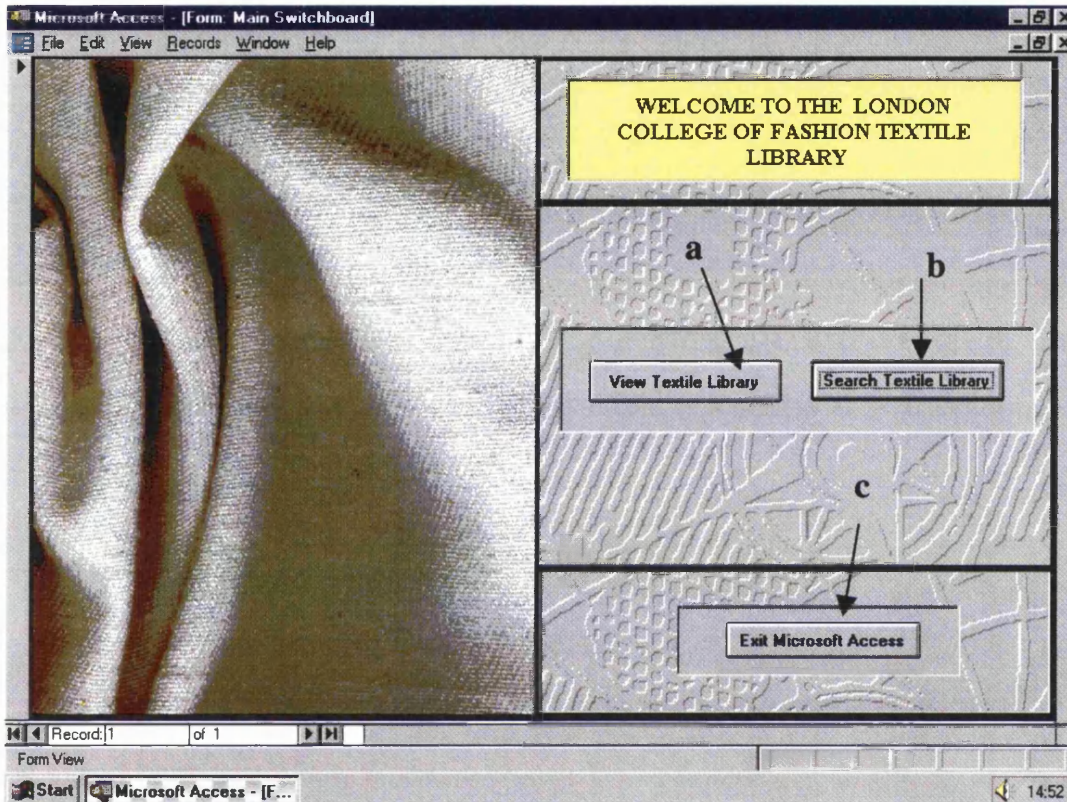 Microsoft Access - [Form: Main Switchboard]
File Edit View Records Window Help
WELCOME TO THE LONDON
COLLEGE OF FASHION TEXTILE
LIBRARY
a
b
View Textile Library
Search Textile Library
c
Exit Microsoft Access
Record: 1 of 1
Form View
Start
Microsoft Access - [F...
14:52